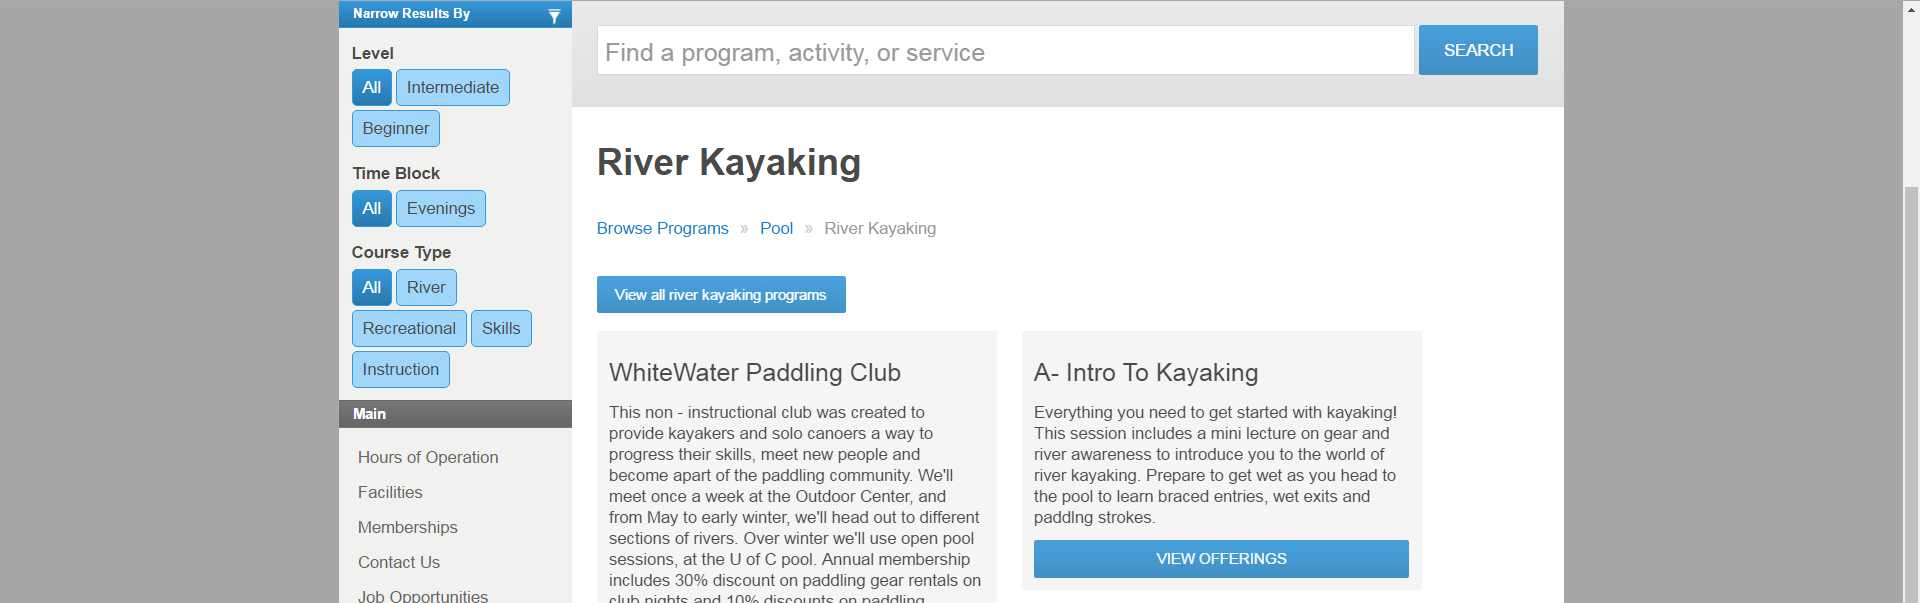 Narrow Results By
Level
All Intermediate
Beginner
Time Block
All Evenings
Course Type
All River
Recreational Skills
Instruction
Main
Hours of Operation
Facilities
Memberships
Contact Us
Job Opportunities
Find a program, activity, or service SEARCH
River Kayaking
Browse Programs » Pool » River Kayaking
View all river kayaking programs
WhiteWater Paddling Club
This non - instructional club was created to
provide kayakers and solo canoers a way to
progress their skills, meet new people and
become apart of the paddling community. We'll
meet once a week at the Outdoor Center, and
from May to early winter, we'll head out to different
sections of rivers. Over winter we'll use open pool
sessions, at the U of C pool. Annual membership
includes 30% discount on paddling gear rentals on
club nights and 10% discounts on paddling
A- Intro To Kayaking
Everything you need to get started with kayaking!
This session includes a mini lecture on gear and
river awareness to introduce you to the world of
river kayaking. Prepare to get wet as you head to
the pool to learn braced entries, wet exits and
paddlng strokes.
VIEW OFFERINGS